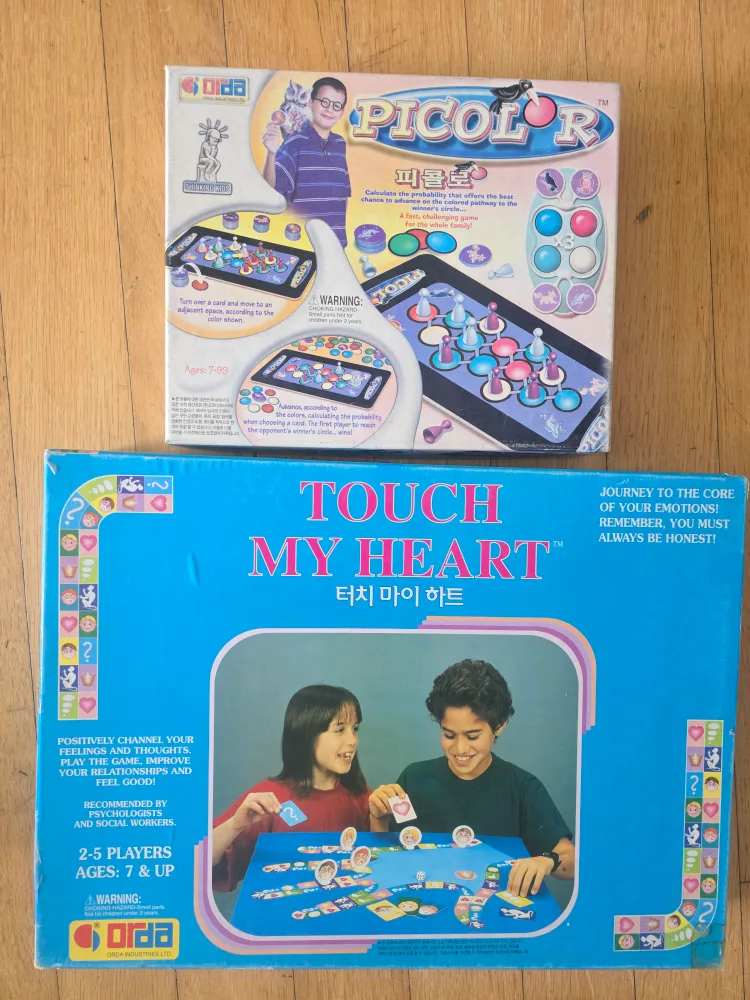 orda
ORDA INDUSTRIES LTD.
THINKING KIDS
PICOLOR™
피콜로
Calculate the probability that offers the best
chance to advance on the colored pathway to the
winner's circle...
A fast, challenging game
for the whole family!
x3
Turn over a card and move to an
adjacent space, according to the
color shown.
WARNING:
CHOKING HAZARD-
Small parts Not for
children under 3 years.
Ages: 7-99
Advance, according to
the colors, calculating the probability
when choosing a card. The first player to reach
the opponent's winner's circle... wins!
TOUCH
MY HEART™
터치 마이 하트
JOURNEY TO THE CORE
OF YOUR EMOTIONS!
REMEMBER, YOU MUST
ALWAYS BE HONEST!
POSITIVELY CHANNEL YOUR
FEELINGS AND THOUGHTS.
PLAY THE GAME, IMPROVE
YOUR RELATIONSHIPS AND
FEEL GOOD!
RECOMMENDED BY
PSYCHOLOGISTS
AND SOCIAL WORKERS.
2-5 PLAYERS
AGES: 7 & UP
WARNING:
CHOKING HAZARD-Small parts.
Not for children under 3 years.
orda
ORDA INDUSTRIES LTD.